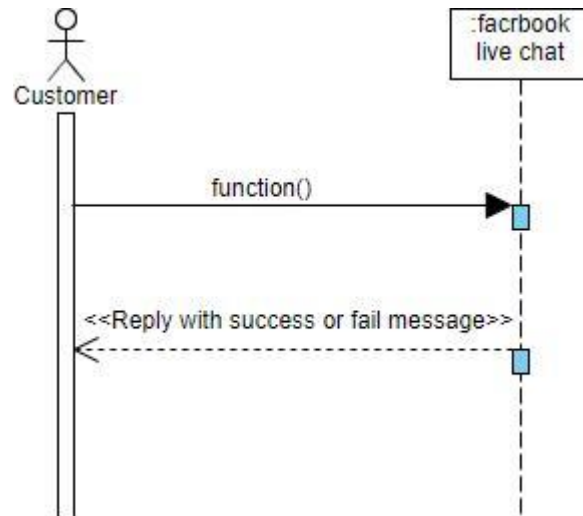 :facrbook
live chat
Customer
function()
<<Reply with success or fail message>>